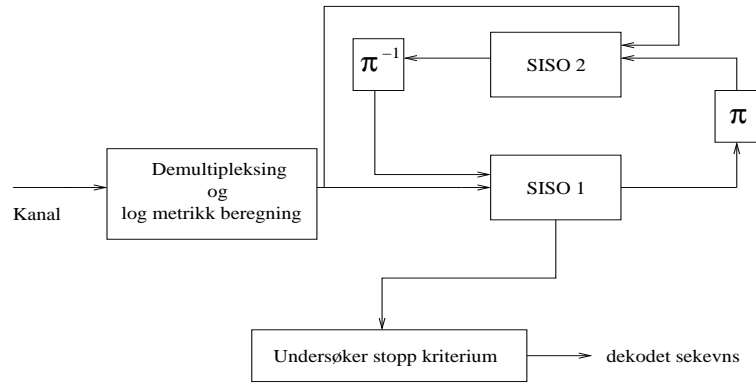 π⁻¹
SISO 2
π
Demultipleksing
og
log metrikk beregning
SISO 1
Kanal
Undersøker stopp kriterium
dekodet sekevns